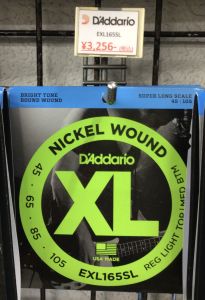 D'Addario
EXL165SL
¥3,256-
BRIGHT TONE
ROUND WOUND
SUPER LONG SCALE
45 - 105
NICKEL WOUND
D'Addario
XL
USA MADE
45 65 85 105
EXL165SL
REG LIGHT TOP/MED BTM